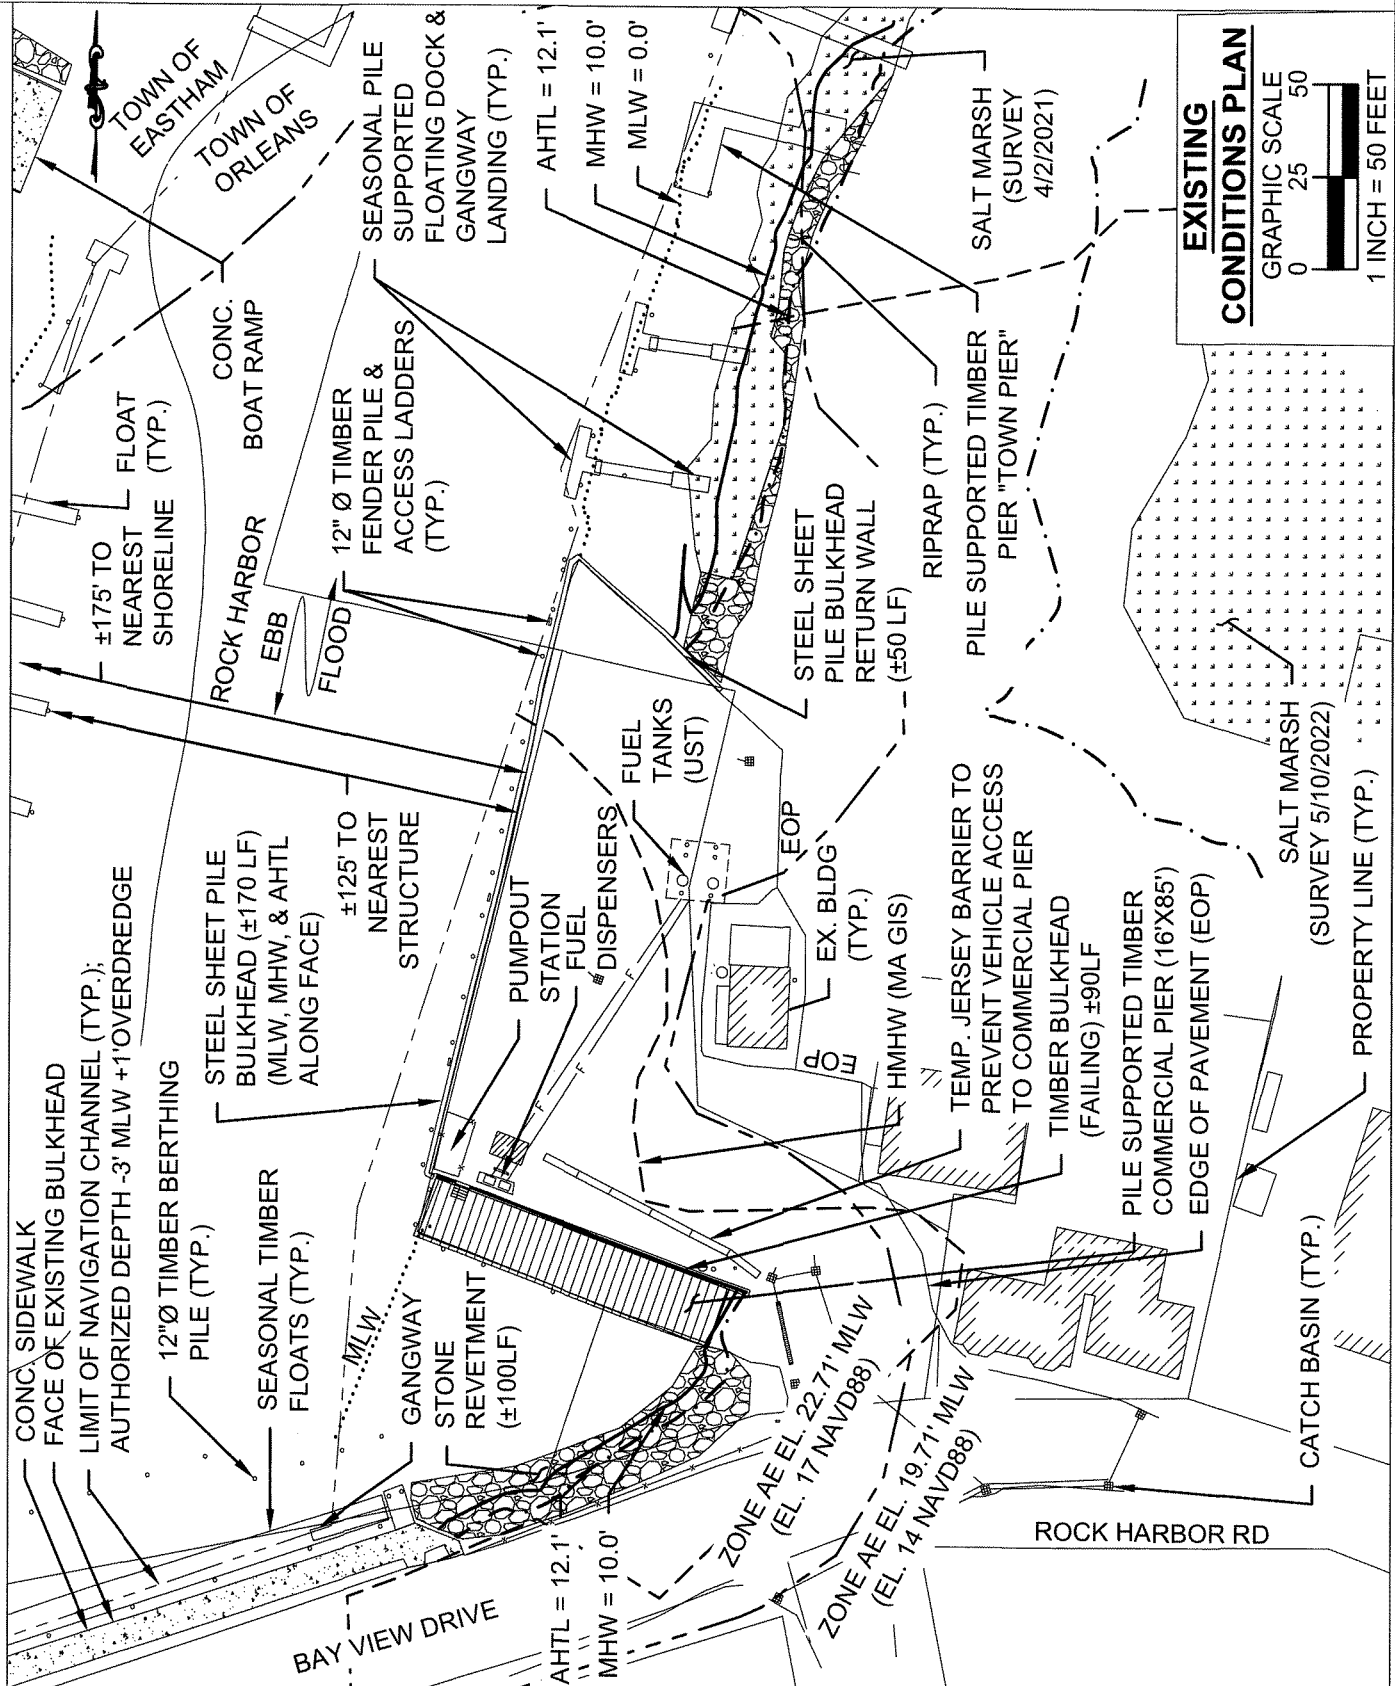 CONC. SIDEWALK
FACE OF EXISTING BULKHEAD
LIMIT OF NAVIGATION CHANNEL (TYP.);
AUTHORIZED DEPTH -3' MLW +1'OVERDREDGE
12"Ø TIMBER BERTHING
PILE (TYP.)
SEASONAL TIMBER
FLOATS (TYP.)
MLW
GANGWAY
STONE
REVETMENT
(±100LF)
BAY VIEW DRIVE
AHTL = 12.1'
MHW = 10.0'
STEEL SHEET PILE
BULKHEAD (±170 LF)
(MLW, MHW, & AHTL
ALONG FACE)
±125' TO
NEAREST
STRUCTURE
±175' TO
NEAREST
SHORELINE
FLOAT
(TYP.)
ROCK HARBOR
EBB
FLOOD
CONC.
BOAT RAMP
TOWN OF
EASTHAM
TOWN OF
ORLEANS
12" Ø TIMBER
FENDER PILE &
ACCESS LADDERS
(TYP.)
SEASONAL PILE
SUPPORTED
FLOATING DOCK &
GANGWAY
LANDING (TYP.)
AHTL = 12.1'
MHW = 10.0'
MLW = 0.0'
PUMPOUT
STATION
FUEL
DISPENSERS
FUEL
TANKS
(UST)
F
F
F
EOP
EX. BLDG
(TYP.)
EOP
STEEL SHEET
PILE BULKHEAD
RETURN WALL
(±50 LF)
RIPRAP (TYP.)
PILE SUPPORTED TIMBER
PIER "TOWN PIER"
SALT MARSH
(SURVEY
4/2/2021)
HMHW (MA GIS)
TEMP. JERSEY BARRIER TO
PREVENT VEHICLE ACCESS
TO COMMERCIAL PIER
TIMBER BULKHEAD
(FAILING) ±90LF
PILE SUPPORTED TIMBER
COMMERCIAL PIER (16'X85')
EDGE OF PAVEMENT (EOP)
ZONE AE EL. 22.71' MLW
(EL. 17 NAVD88)
ZONE AE EL. 19.71' MLW
(EL. 14 NAVD88)
ROCK HARBOR RD
CATCH BASIN (TYP.)
PROPERTY LINE (TYP.)
SALT MARSH
(SURVEY 5/10/2022)
EXISTING
CONDITIONS PLAN
GRAPHIC SCALE
0 25 50
1 INCH = 50 FEET